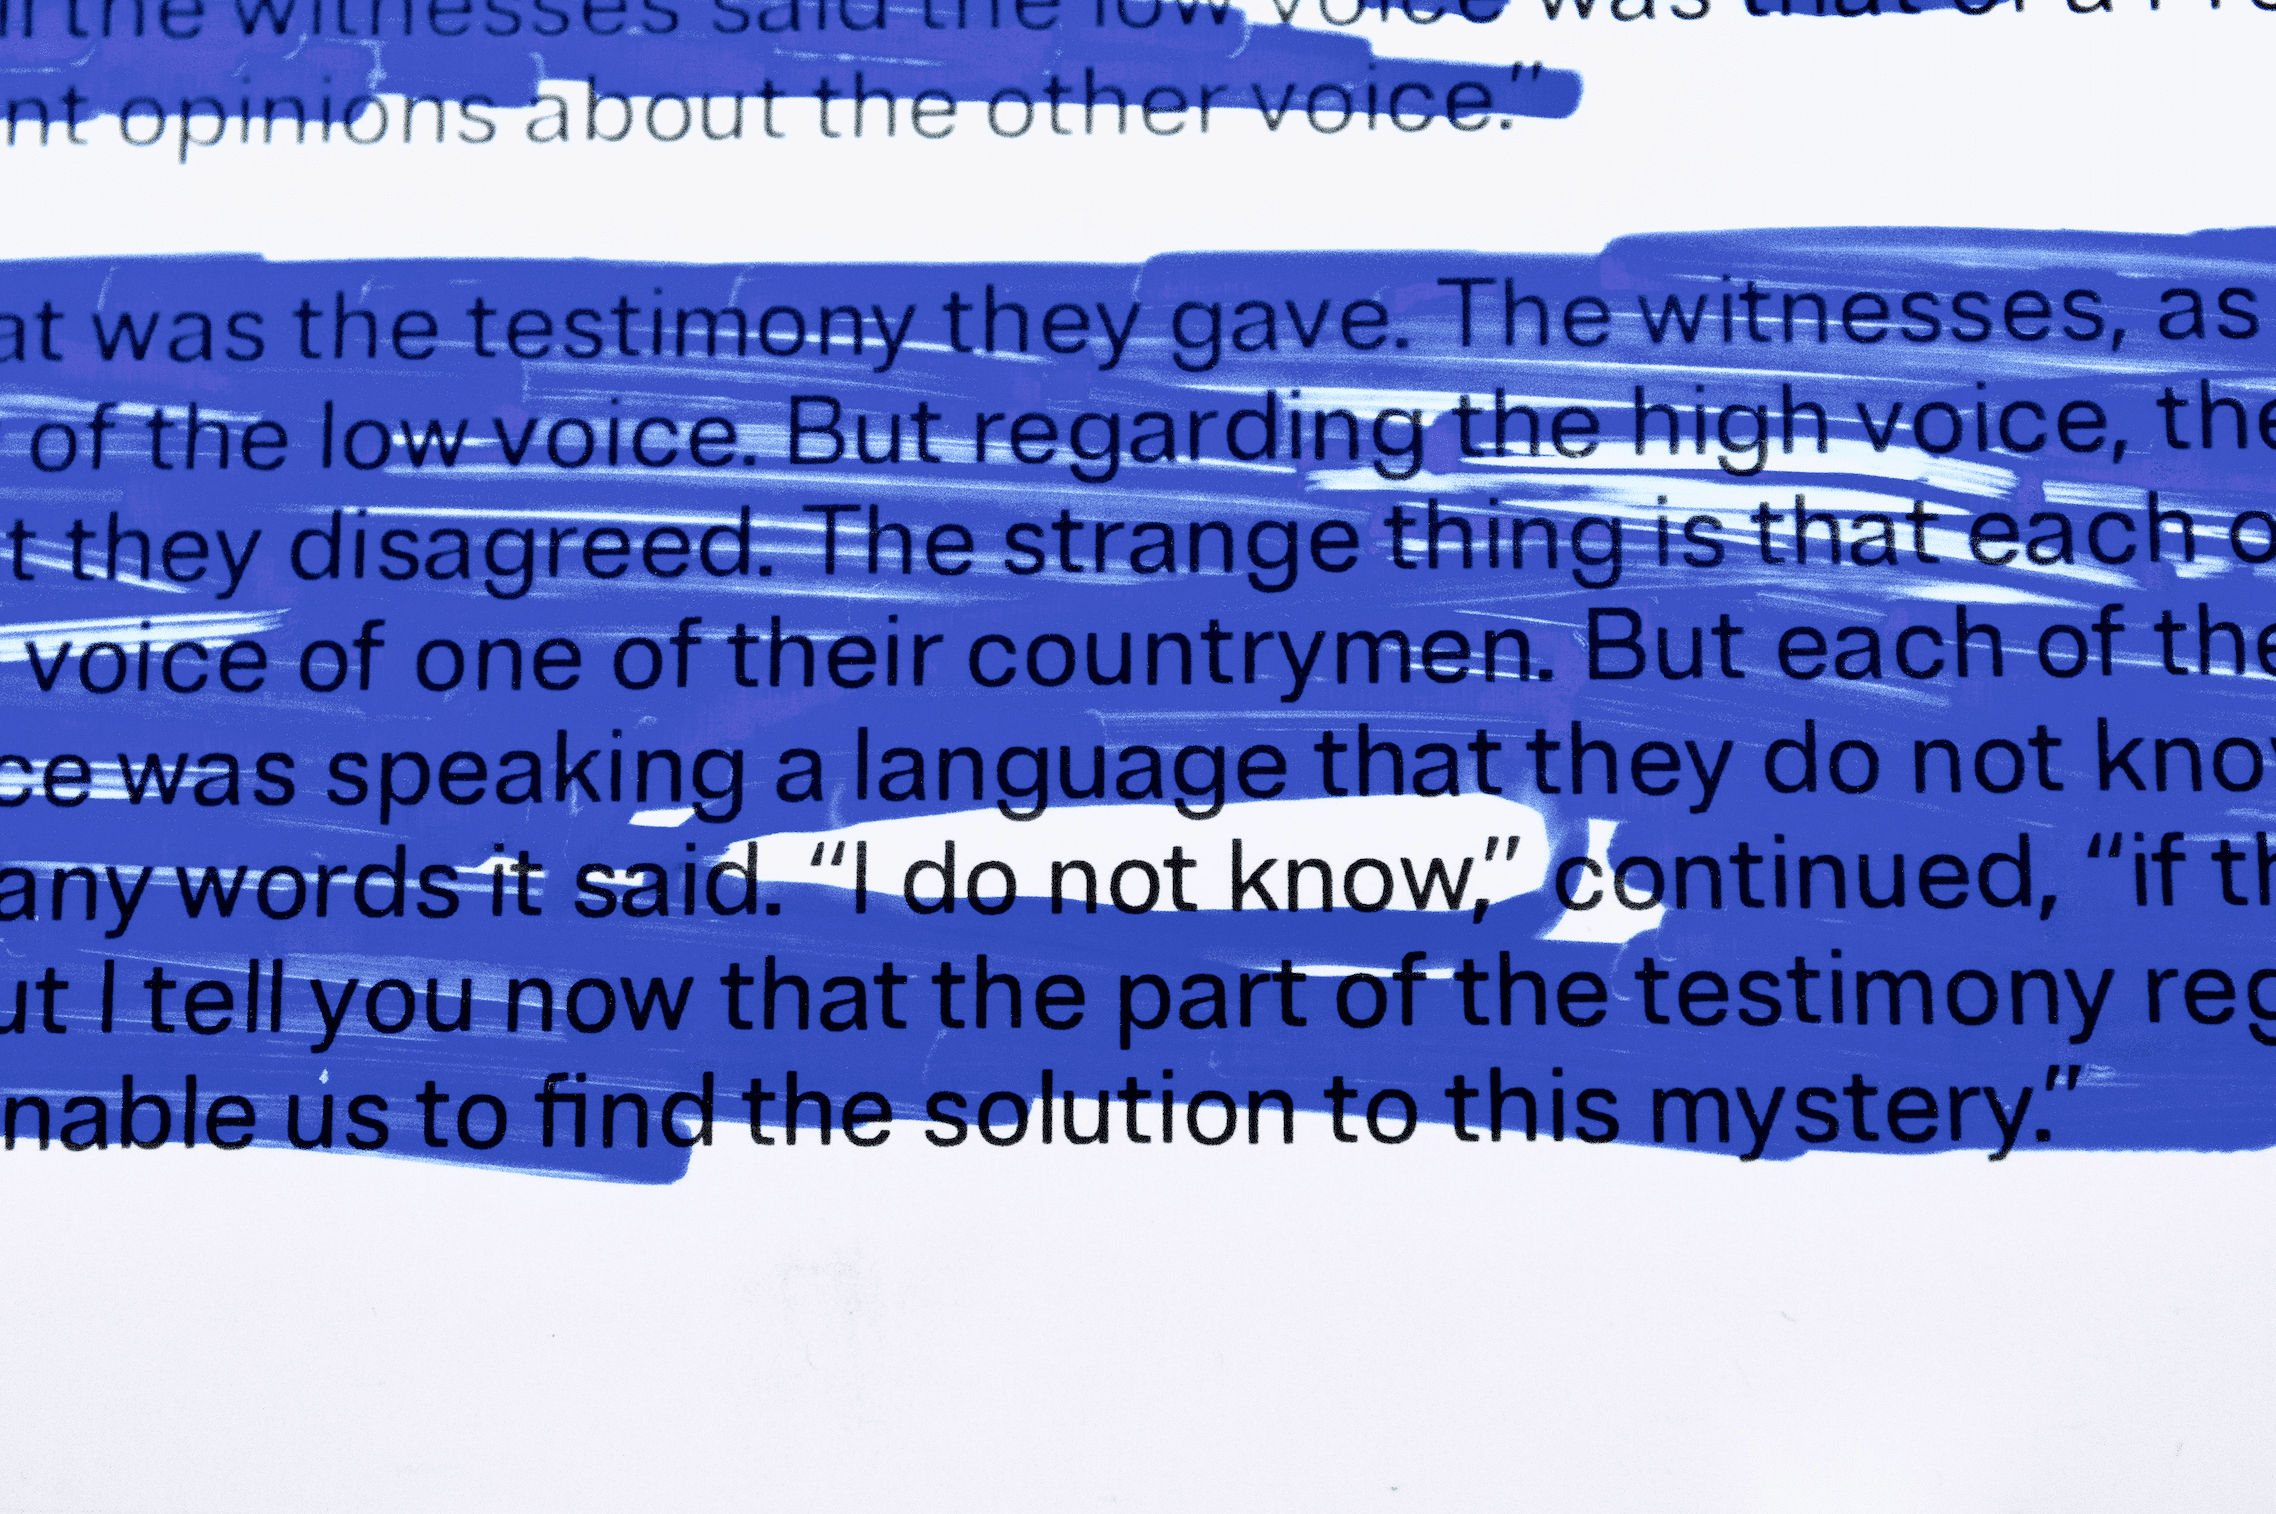 the witnesses said the low voice was that of a
nt opinions about the other voice.”
at was the testimony they gave. The witnesses, as
of the low voice. But regarding the high voice, the
t they disagreed. The strange thing is that each o
voice of one of their countrymen. But each of the
ce was speaking a language that they do not know
any words it said. “I do not know,” continued, “if th
ut I tell you now that the part of the testimony reg
nable us to find the solution to this mystery.”